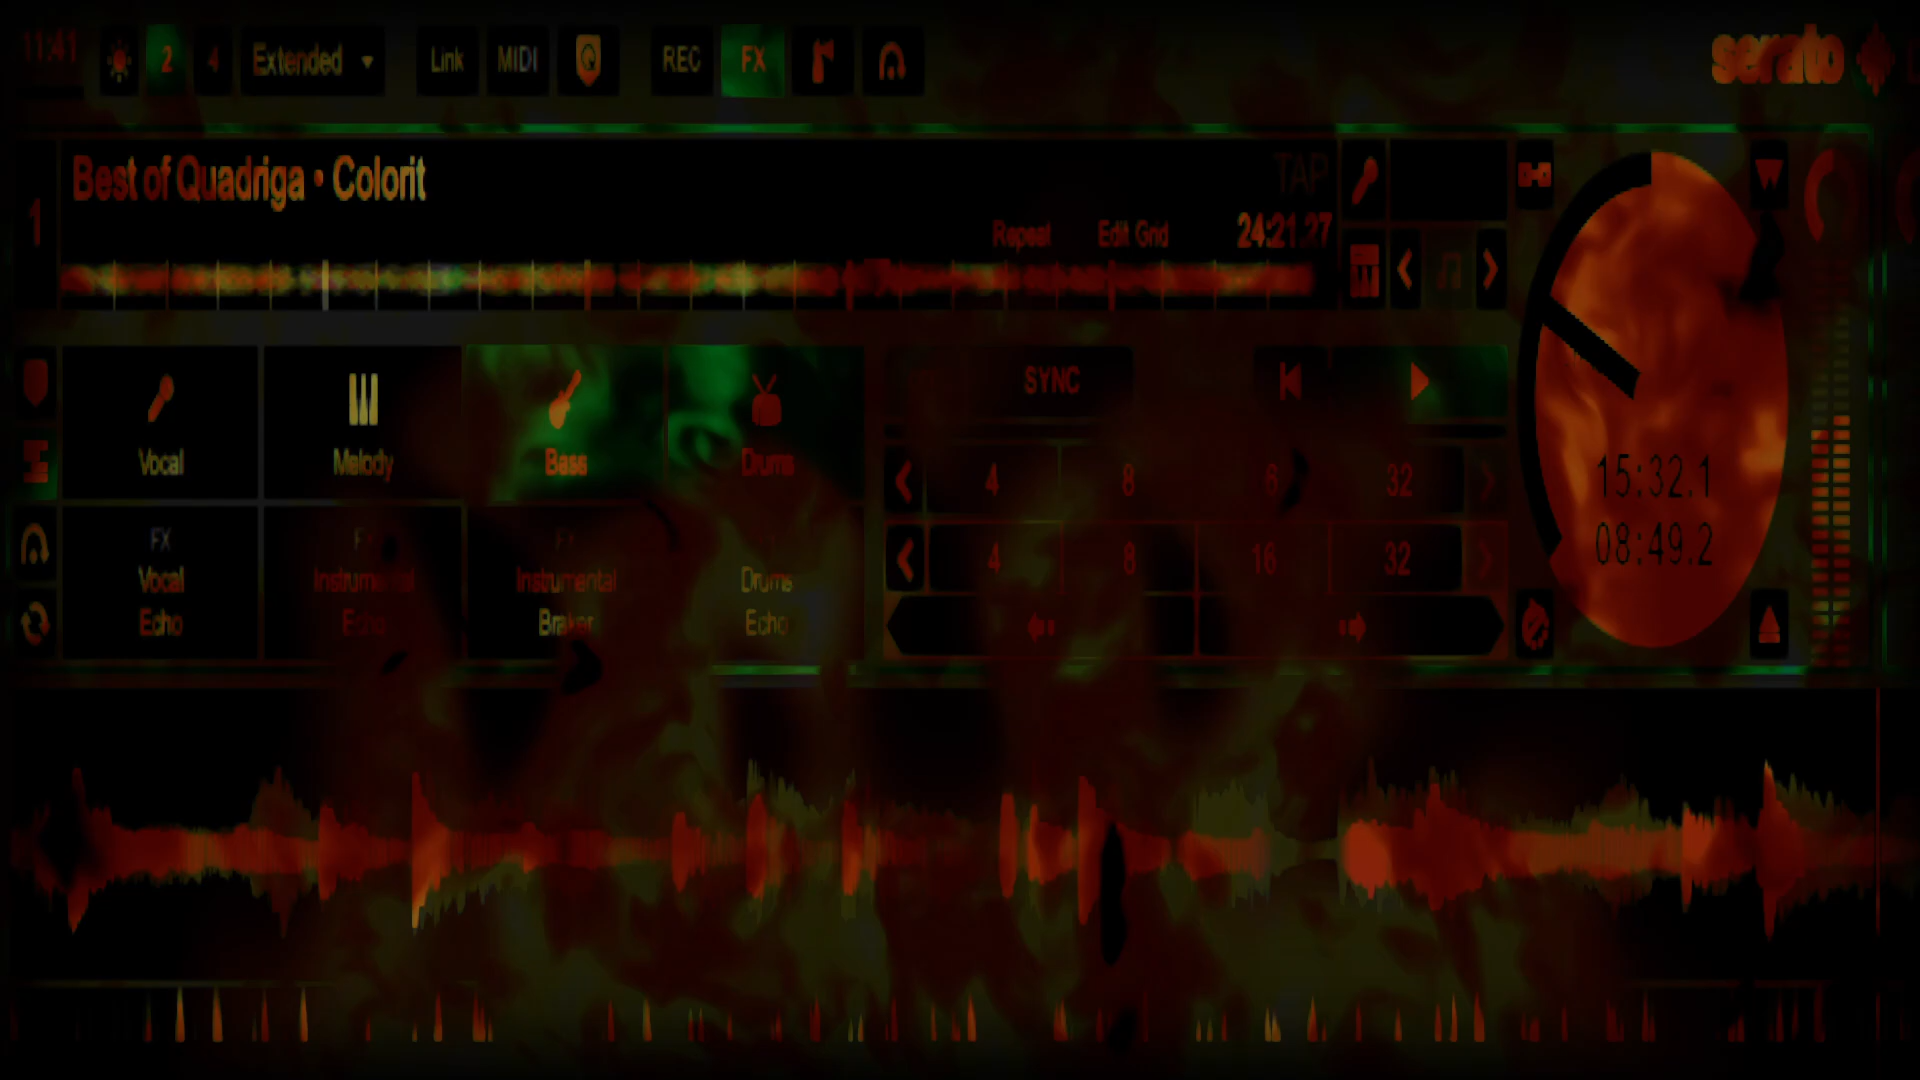 11:41
2
4
Extended
Link
MIDI
REC
FX
serato
1
Best of Quadriga • Colorit
TAP
Repeat
Edit Grid
24:21.27
Vocal
Melody
Bass
Drums
SYNC
4
8
32
FX
Vocal
Echo
Instrumental
Echo
Instrumental
Braker
Drums
Echo
4
8
16
32
15:32.1
08:49.2